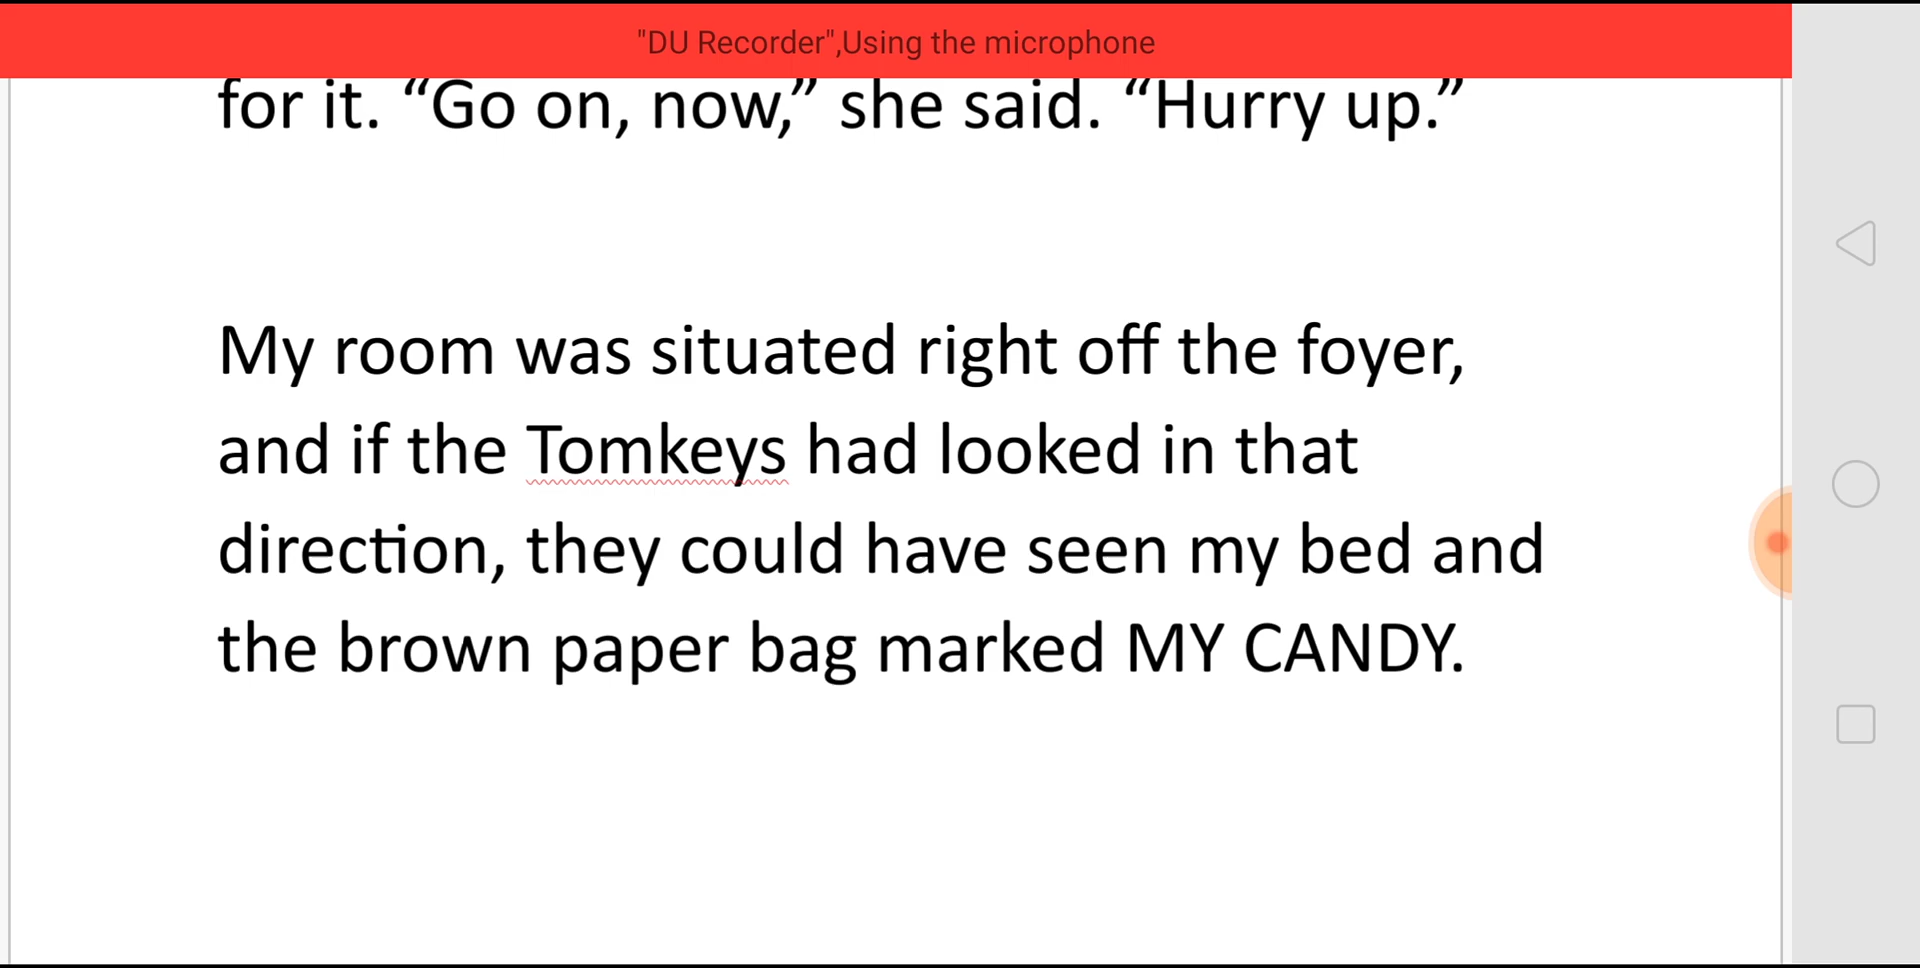 "DU Recorder",Using the microphone
for it. “Go on, now,” she said. “Hurry up.”
My room was situated right off the foyer,
and if the Tomkeys had looked in that
direction, they could have seen my bed and
the brown paper bag marked MY CANDY.